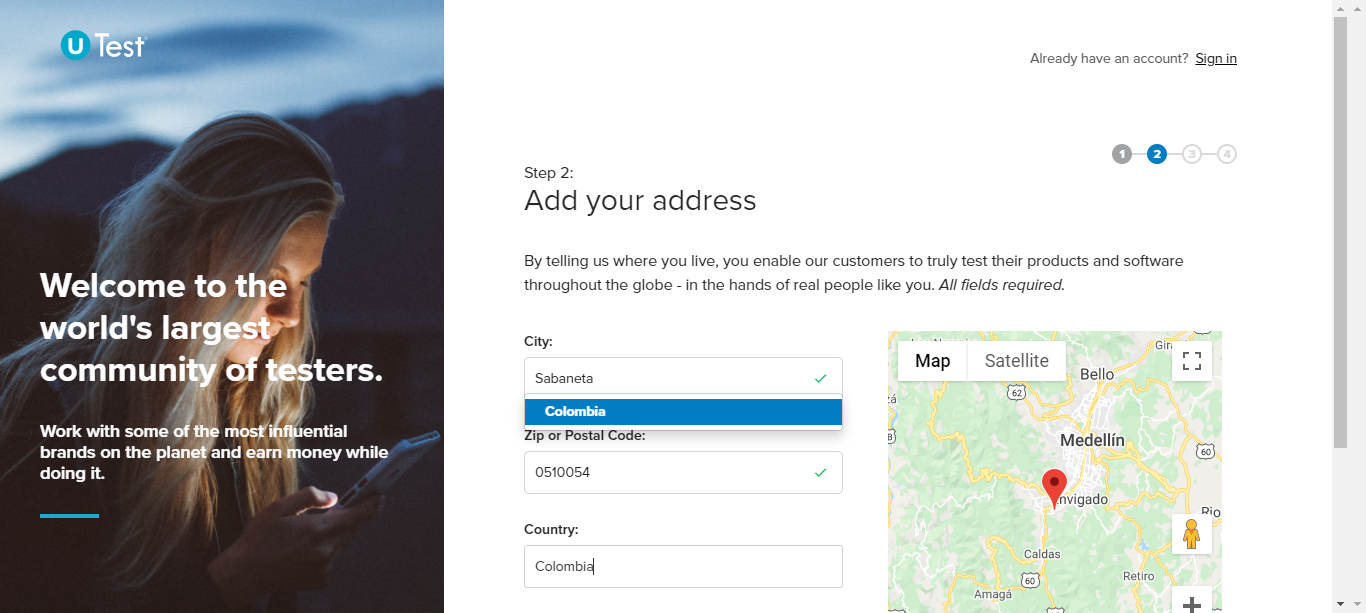 U Test
Already have an account? Sign in
1 2 3 4
Step 2:
Add your address
Welcome to the
world's largest
community of testers.
Work with some of the most influential
brands on the planet and earn money while
doing it.
By telling us where you live, you enable our customers to truly test their products and software
throughout the globe - in the hands of real people like you. All fields required.
City:
Sabaneta
Colombia
Zip or Postal Code:
0510054
Country:
Colombia
Map Satellite
Bello
62
Medellín
60
Envigado
Caldas
60
Retiro
Amagá